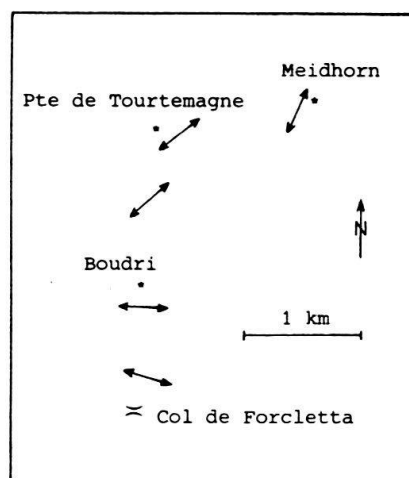 Meidhorn
Pte de Tourtemagne
N
Boudri
1 km
Col de Forcletta